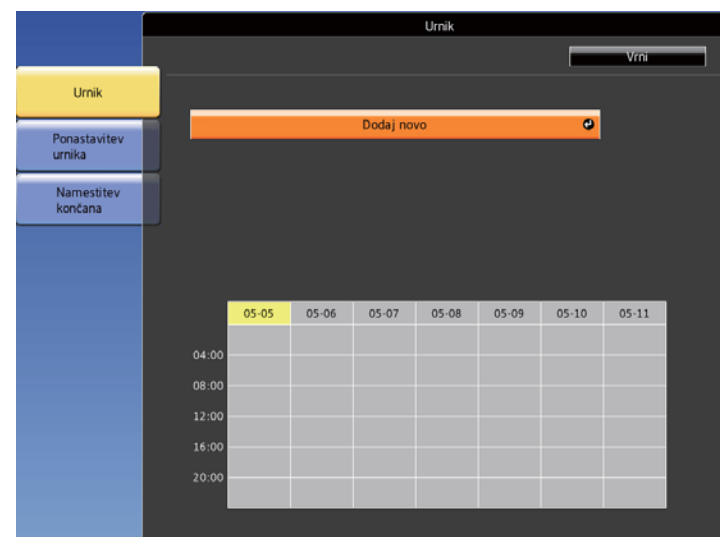 Urnik
Vrni
Urnik
Dodaj novo
Ponastavitev
urnika
Namestitev
končana
05-05 05-06 05-07 05-08 05-09 05-10 05-11
04:00
08:00
12:00
16:00
20:00